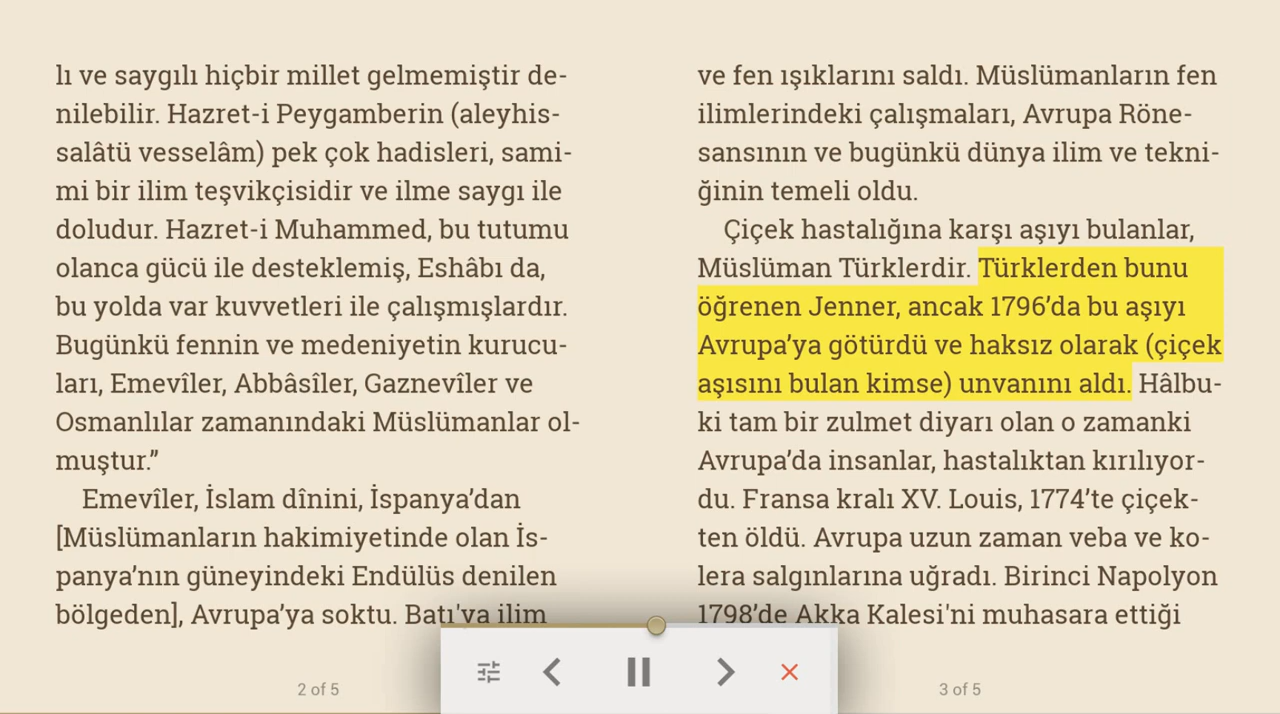 lı ve saygılı hiçbir millet gelmemiştir de-
nilebilir. Hazret-i Peygamberin (aleyhis-
salâtü vesselâm) pek çok hadisleri, sami-
mi bir ilim teşvikçisidir ve ilme saygı ile
doludur. Hazret-i Muhammed, bu tutumu
olanca gücü ile desteklemiş, Eshâbı da,
bu yolda var kuvvetleri ile çalışmışlardır.
Bugünkü fennin ve medeniyetin kurucu-
ları, Emevîler, Abbâsîler, Gaznevîler ve
Osmanlılar zamanındaki Müslümanlar ol-
muştur.”
Emevîler, İslam dînini, İspanya’dan
[Müslümanların hakimiyetinde olan İs-
panya’nın güneyindeki Endülüs denilen
bölgeden], Avrupa’ya soktu. Batı'ya ilim
2 of 5
ve fen ışıklarını saldı. Müslümanların fen
ilimlerindeki çalışmaları, Avrupa Röne-
sansının ve bugünkü dünya ilim ve tekni-
ğinin temeli oldu.
Çiçek hastalığına karşı aşıyı bulanlar,
Müslüman Türklerdir. Türklerden bunu
öğrenen Jenner, ancak 1796’da bu aşıyı
Avrupa’ya götürdü ve haksız olarak (çiçek
aşısını bulan kimse) unvanını aldı. Hâlbu-
ki tam bir zulmet diyarı olan o zamanki
Avrupa’da insanlar, hastalıktan kırılıyor-
du. Fransa kralı XV. Louis, 1774’te çiçek-
ten öldü. Avrupa uzun zaman veba ve ko-
lera salgınlarına uğradı. Birinci Napolyon
1798’de Akka Kalesi'ni muhasara ettiği
3 of 5